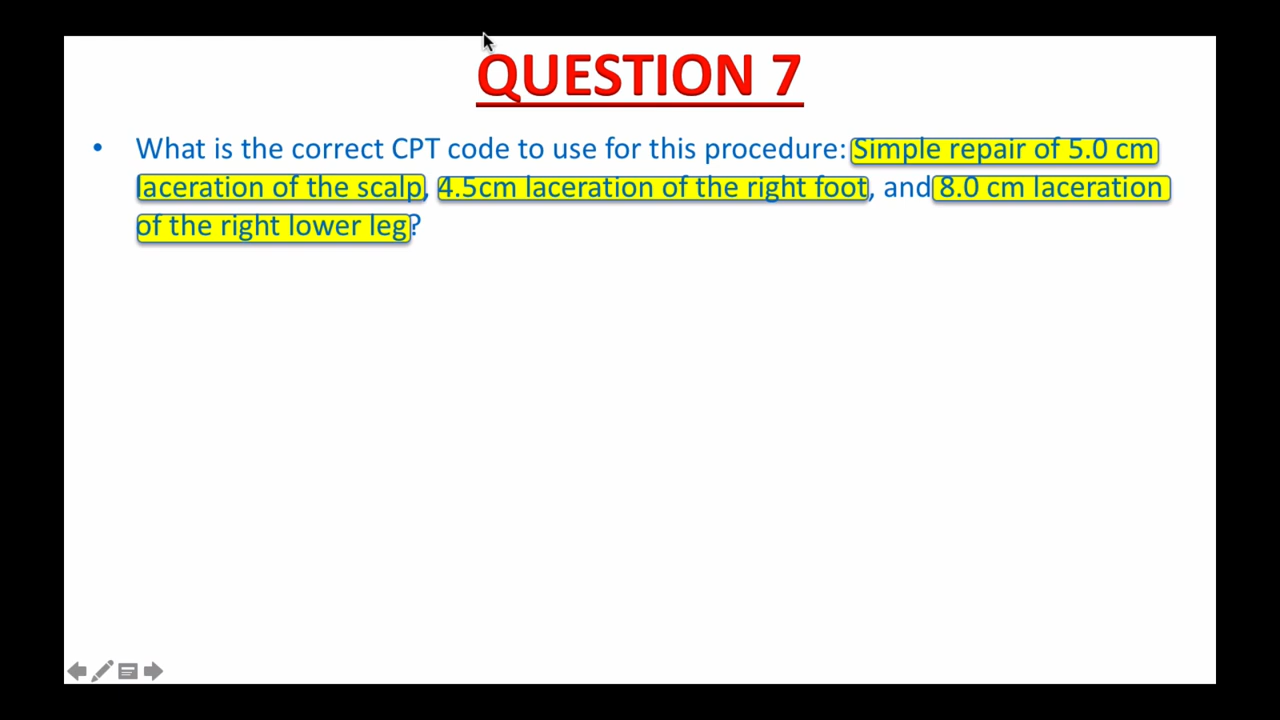 QUESTION 7
• What is the correct CPT code to use for this procedure: Simple repair of 5.0 cm
laceration of the scalp, 4.5cm laceration of the right foot, and 8.0 cm laceration
of the right lower leg?